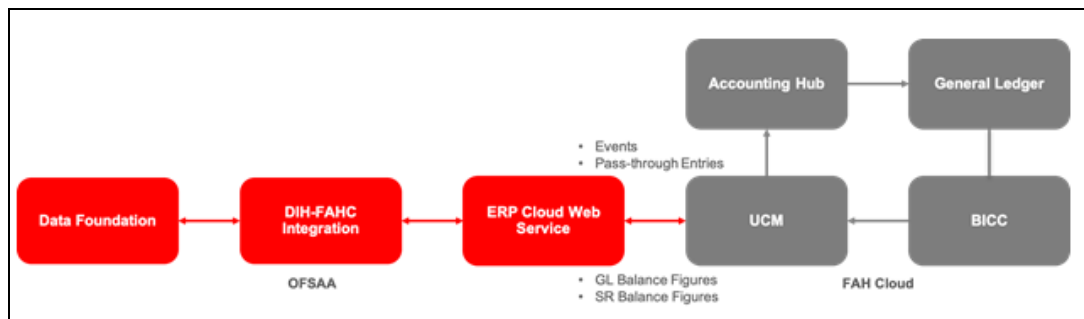 Accounting Hub
General Ledger
• Events
• Pass-through Entries
Data Foundation
DIH-FAHC
Integration
ERP Cloud Web
Service
UCM
BICC
OFSAA
• GL Balance Figures
• SR Balance Figures
FAH Cloud